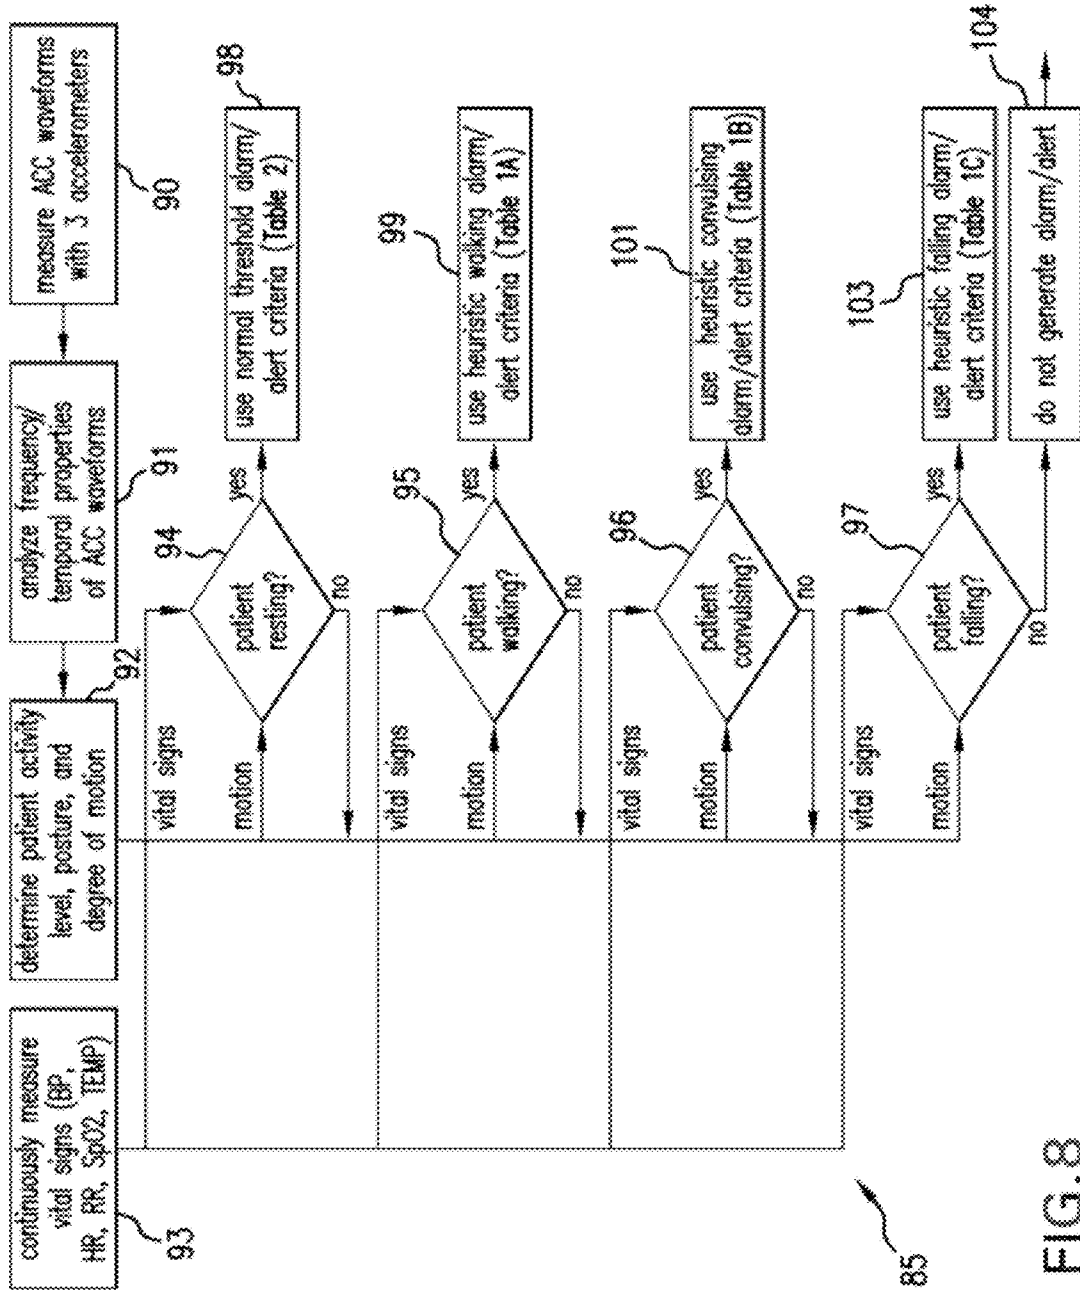 continuously measure
vital signs (BP,
HR, RR, SpO2, TEMP)
93
determine patient activity
level, posture, and
degree of motion
92
analyze frequency/
temporal properties
of ACC waveforms
91
measure ACC waveforms
with 3 accelerometers
90
vital signs
motion
patient
resting?
94
yes
no
use normal threshold alarm/
alert criteria (Table 2)
98
vital signs
motion
patient
walking?
95
yes
no
use heuristic walking alarm/
alert criteria (Table 1A)
99
vital signs
motion
patient
convulsing?
96
yes
no
use heuristic convulsing
alarm/alert criteria (Table 1B)
101
vital signs
motion
patient
falling?
97
yes
no
use heuristic falling alarm/
alert criteria (Table 1C)
103
do not generate alarm/alert
104
85
FIG.8